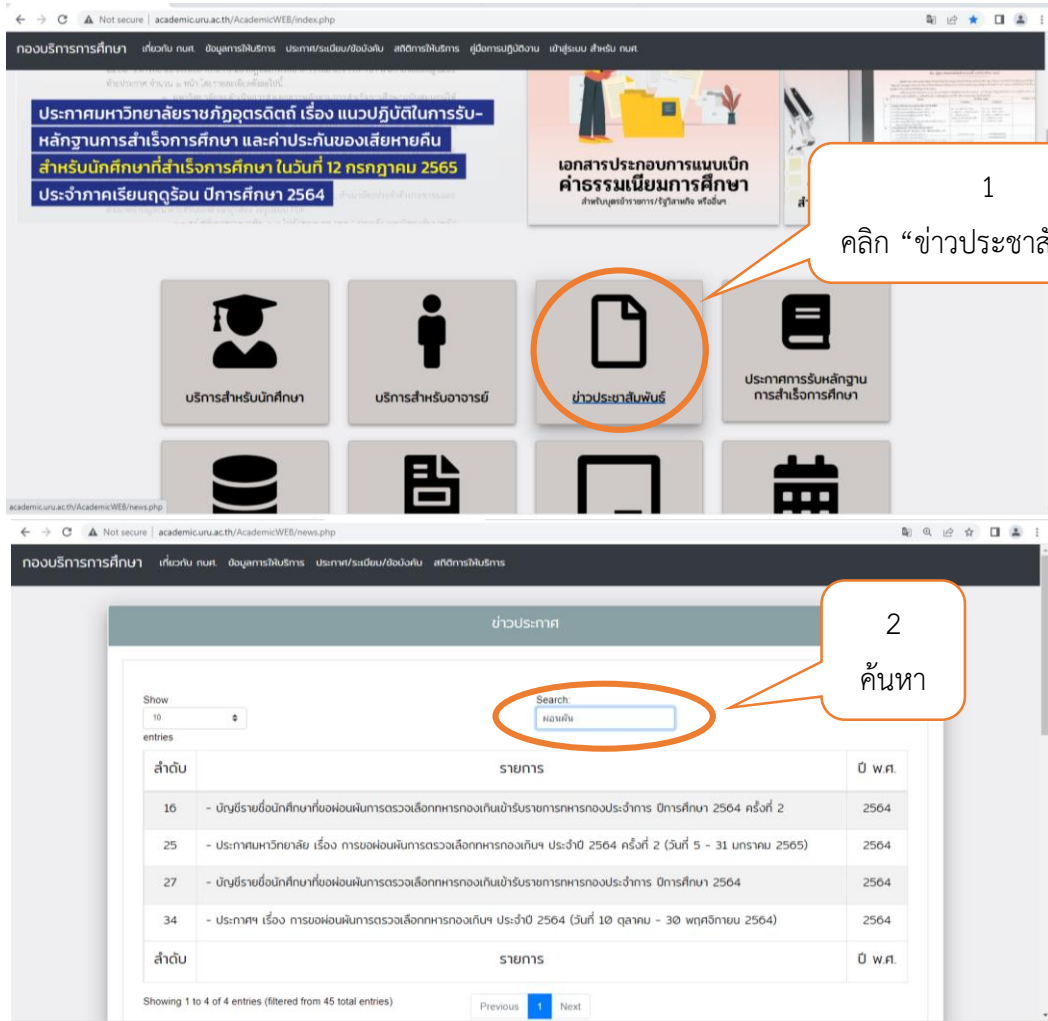 Not secure | academic.uru.ac.th/AcademicWEB/index.php
กองบริการการศึกษา เกี่ยวกับ กบศ. ข้อมูลการให้บริการ ประกาศ/ระเบียบ/ข้อบังคับ สถิติการให้บริการ คู่มือการปฏิบัติงาน เข้าสู่ระบบ สำหรับ กบศ.
ประกาศมหาวิทยาลัยราชภัฏอุตรดิตถ์ เรื่อง แนวปฏิบัติในการรับ-
หลักฐานการสำเร็จการศึกษา และค่าประกันของเสียหายคืน
สำหรับนักศึกษาที่สำเร็จการศึกษา ในวันที่ 12 กรกฎาคม 2565
ประจำภาคเรียนฤดูร้อน ปีการศึกษา 2564
เอกสารประกอบการแนบเบิก
ค่าธรรมเนียมการศึกษา
สำหรับบุตรข้าราชการ/รัฐวิสาหกิจ หรืออื่นๆ
1
คลิก “ข่าวประชาสั
บริการสำหรับนักศึกษา
บริการสำหรับอาจารย์
ข่าวประชาสัมพันธ์
ประกาศการรับหลักฐาน
การสำเร็จการศึกษา
academic.uru.ac.th/AcademicWEB/news.php
Not secure | academic.uru.ac.th/AcademicWEB/news.php
กองบริการการศึกษา เกี่ยวกับ กบศ. ข้อมูลการให้บริการ ประกาศ/ระเบียบ/ข้อบังคับ สถิติการให้บริการ
ข่าวประกาศ
2
ค้นหา
Show
10
entries
Search:
ผ่อนผัน
ลำดับ รายการ ปี พ.ศ.
16 - บัญชีรายชื่อนักศึกษาที่ขอผ่อนผันการตรวจเลือกทหารกองเกินเข้ารับราชการทหารกองประจำการ ปีการศึกษา 2564 ครั้งที่ 2 2564
25 - ประกาศมหาวิทยาลัย เรื่อง การขอผ่อนผันการตรวจเลือกทหารกองเกินฯ ประจำปี 2564 ครั้งที่ 2 (วันที่ 5 - 31 มกราคม 2565) 2564
27 - บัญชีรายชื่อนักศึกษาที่ขอผ่อนผันการตรวจเลือกทหารกองเกินเข้ารับราชการทหารกองประจำการ ปีการศึกษา 2564 2564
34 - ประกาศฯ เรื่อง การขอผ่อนผันการตรวจเลือกทหารกองเกินฯ ประจำปี 2564 (วันที่ 10 ตุลาคม - 30 พฤศจิกายน 2564) 2564
ลำดับ รายการ ปี พ.ศ.
Showing 1 to 4 of 4 entries (filtered from 45 total entries)
Previous 1 Next